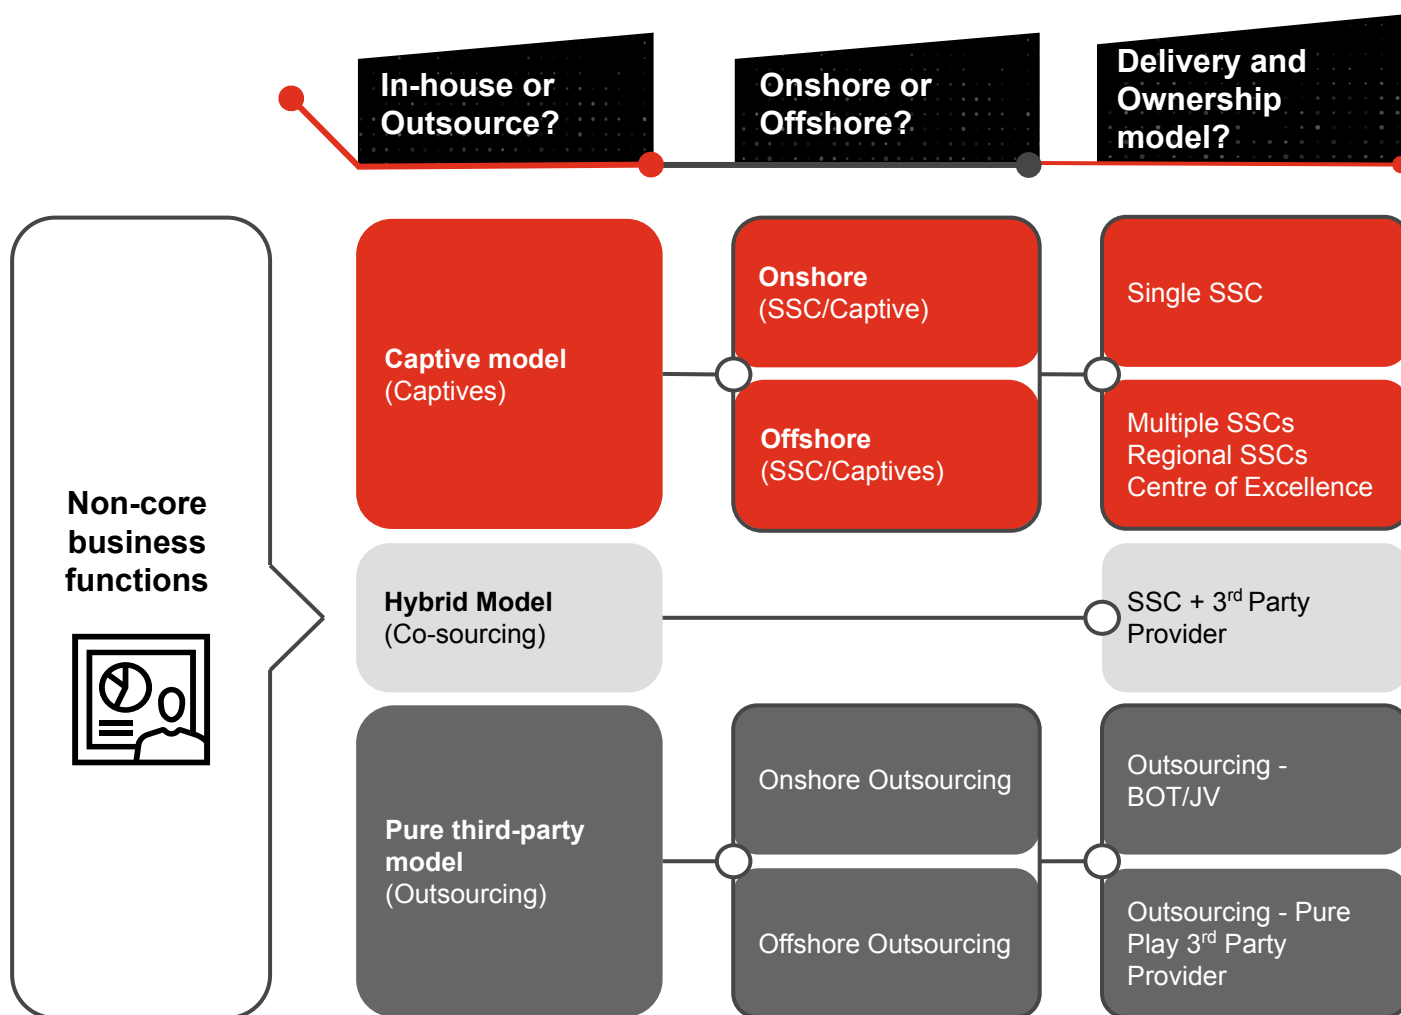 In-house or
Outsource?
Onshore or
Offshore?
Delivery and
Ownership
model?
Non-core
business
functions
Captive model
(Captives)
Onshore
(SSC/Captive)
Offshore
(SSC/Captives)
Single SSC
Multiple SSCs
Regional SSCs
Centre of Excellence
Hybrid Model
(Co-sourcing)
SSC + 3rd Party
Provider
Pure third-party
model
(Outsourcing)
Onshore Outsourcing
Offshore Outsourcing
Outsourcing -
BOT/JV
Outsourcing - Pure
Play 3rd Party
Provider